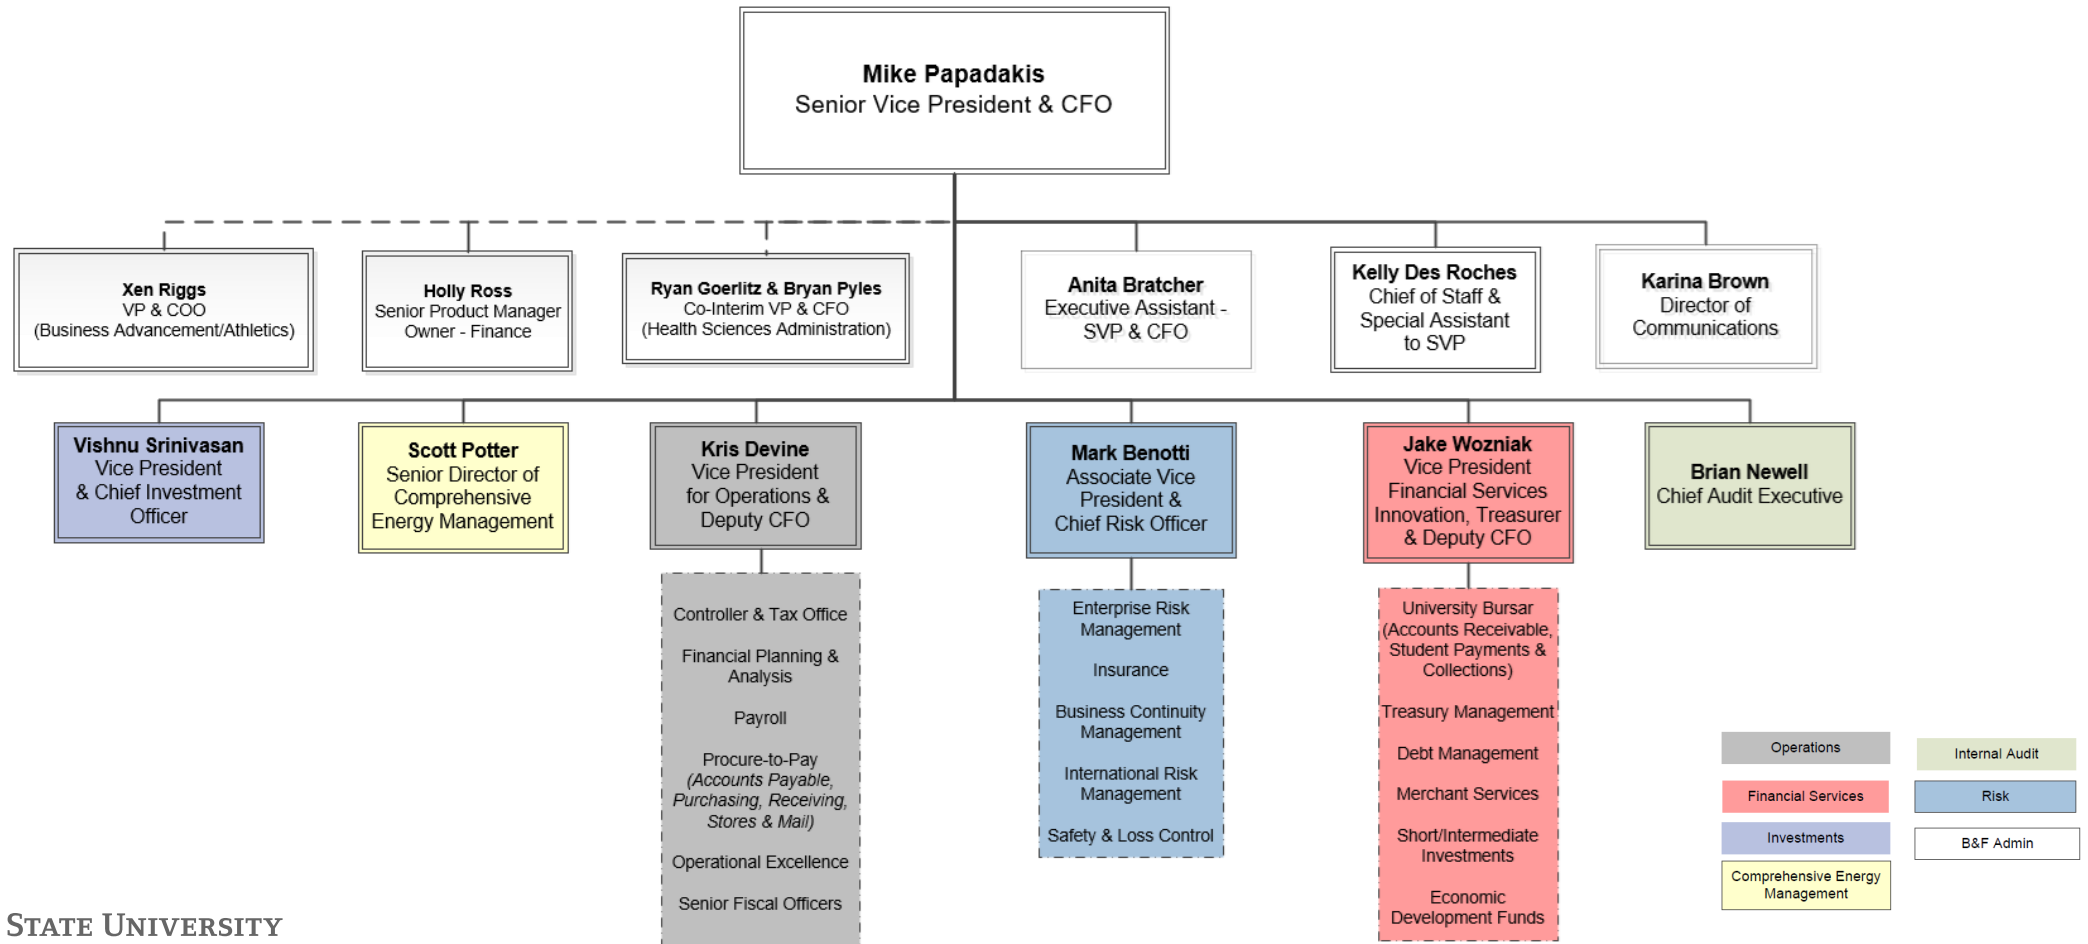 Mike Papadakis
Senior Vice President & CFO
Xen Riggs
VP & COO
(Business Advancement/Athletics)
Holly Ross
Senior Product Manager
Owner - Finance
Ryan Goerlitz & Bryan Pyles
Co-Interim VP & CFO
(Health Sciences Administration)
Anita Bratcher
Executive Assistant -
SVP & CFO
Kelly Des Roches
Chief of Staff &
Special Assistant
to SVP
Karina Brown
Director of
Communications
Vishnu Srinivasan
Vice President
& Chief Investment
Officer
Scott Potter
Senior Director of
Comprehensive
Energy Management
Kris Devine
Vice President
for Operations &
Deputy CFO
Mark Benotti
Associate Vice
President &
Chief Risk Officer
Jake Wozniak
Vice President
Financial Services
Innovation, Treasurer
& Deputy CFO
Brian Newell
Chief Audit Executive
Controller & Tax Office
Financial Planning &
Analysis
Payroll
Procure-to-Pay
(Accounts Payable,
Purchasing, Receiving,
Stores & Mail)
Operational Excellence
Senior Fiscal Officers
Enterprise Risk
Management
Insurance
Business Continuity
Management
International Risk
Management
Safety & Loss Control
University Bursar
(Accounts Receivable,
Student Payments &
Collections)
Treasury Management
Debt Management
Merchant Services
Short/Intermediate
Investments
Economic
Development Funds
Operations
Financial Services
Investments
Comprehensive Energy
Management
Internal Audit
Risk
B&F Admin
STATE UNIVERSITY